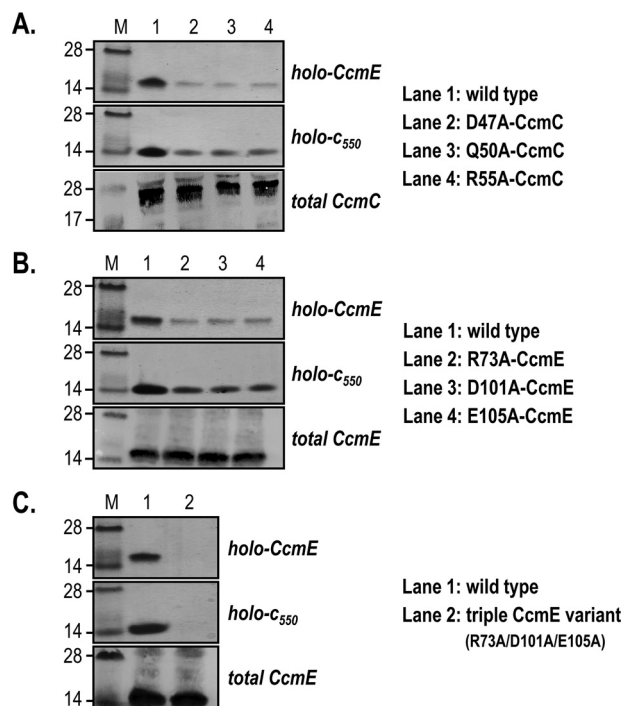 A.
M 1 2 3 4
28
14
holo-CcmE
28
14
holo-c550
28
17
total CcmC
Lane 1: wild type
Lane 2: D47A-CcmC
Lane 3: Q50A-CcmC
Lane 4: R55A-CcmC
B.
M 1 2 3 4
28
14
holo-CcmE
28
14
holo-c550
28
14
total CcmE
Lane 1: wild type
Lane 2: R73A-CcmE
Lane 3: D101A-CcmE
Lane 4: E105A-CcmE
C.
M 1 2
28
14
holo-CcmE
28
14
holo-c550
28
14
total CcmE
Lane 1: wild type
Lane 2: triple CcmE variant
(R73A/D101A/E105A)